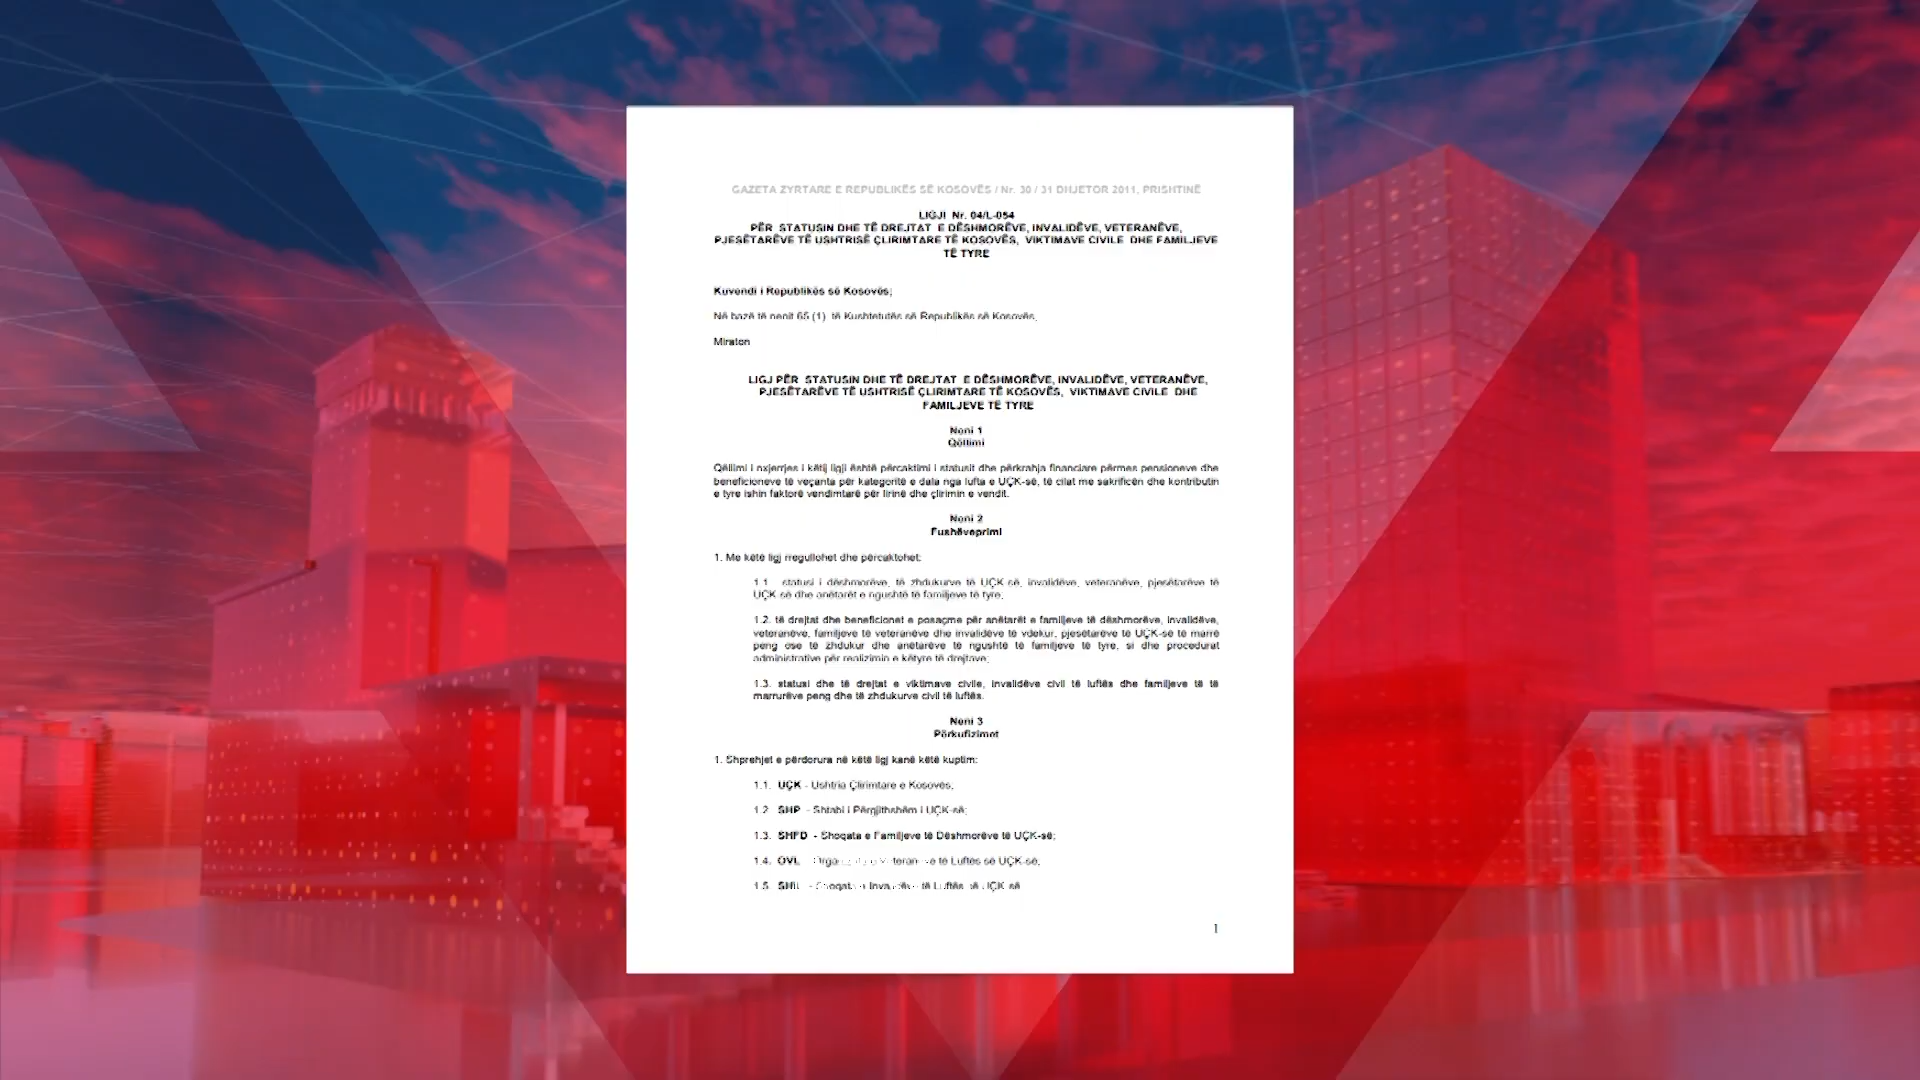 GAZETA ZYRTARE E REPUBLIKËS SË KOSOVËS / Nr. 30 / 31 DHJETOR 2011, PRISHTINË
LIGJI Nr. 04/L-054
PËR STATUSIN DHE TË DREJTAT E DËSHMORËVE, INVALIDËVE, VETERANËVE,
PJESËTARËVE TË USHTRISË ÇLIRIMTARE TË KOSOVËS, VIKTIMAVE CIVILE DHE FAMILJEVE
TË TYRE
Kuvendi i Republikës së Kosovës;
Në bazë të nenit 65 (1) të Kushtetutës së Republikës së Kosovës,
Miraton
LIGJ PËR STATUSIN DHE TË DREJTAT E DËSHMORËVE, INVALIDËVE, VETERANËVE,
PJESËTARËVE TË USHTRISË ÇLIRIMTARE TË KOSOVËS, VIKTIMAVE CIVILE DHE
FAMILJEVE TË TYRE
Neni 1
Qëllimi
Qëllimi i nxjerrjes i këtij ligji është përcaktimi i statusit dhe përkrahja financiare përmes pensioneve dhe
beneficioneve të veçanta për kategoritë e dala nga lufta e UÇK-së, të cilat me sakrificën dhe kontributin
e tyre ishin faktorë vendimtarë për lirinë dhe çlirimin e vendit.
Neni 2
Fushëveprimi
1. Me këtë ligj rregullohet dhe përcaktohet:
1.1. statusi i dëshmorëve, të zhdukurve të UÇK-së, invalidëve, veteranëve, pjesëtarëve të
UÇK-së dhe anëtarët e ngushtë të familjeve të tyre;
1.2. të drejtat dhe beneficionet e posaçme për anëtarët e familjeve të dëshmorëve, invalidëve,
veteranëve, familjeve të veteranëve dhe invalidëve të vdekur, pjesëtarëve të UÇK-së të marrë
peng ose të zhdukur dhe anëtarëve të ngushtë të familjeve të tyre, si dhe procedurat
administrative për realizimin e këtyre të drejtave;
1.3. statusi dhe të drejtat e viktimave civile, invalidëve civil të luftës dhe familjeve të të
marrurëve peng dhe të zhdukurve civil të luftës.
Neni 3
Përkufizimet
1. Shprehjet e përdorura në këtë ligj kanë këtë kuptim:
1.1. UÇK - Ushtria Çlirimtare e Kosovës;
1.2. SHP - Shtabi i Përgjithshëm i UÇK-së;
1.3. SHFD - Shoqata e Familjeve të Dëshmorëve të UÇK-së;
1.4. OVL të Luftës së UÇK-së;
1.5. të Luftës së UÇK-së
1